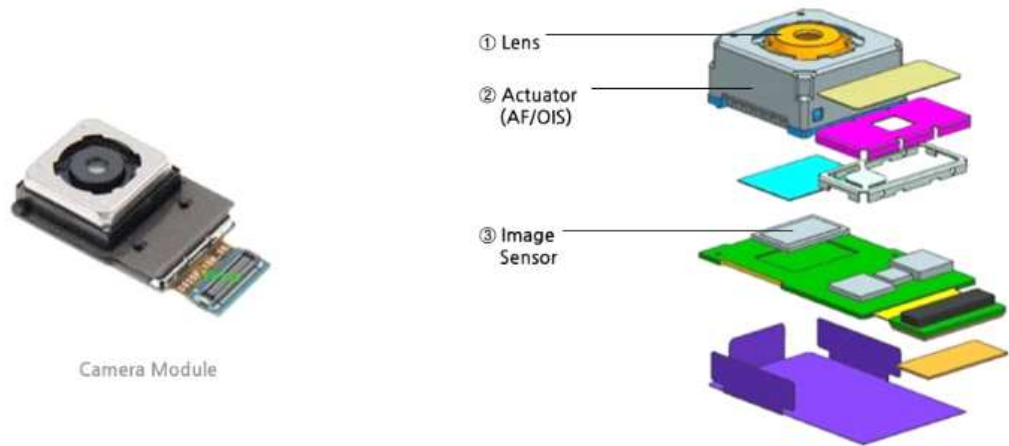 ① Lens
② Actuator
(AF/OIS)
③ Image
Sensor
Camera Module